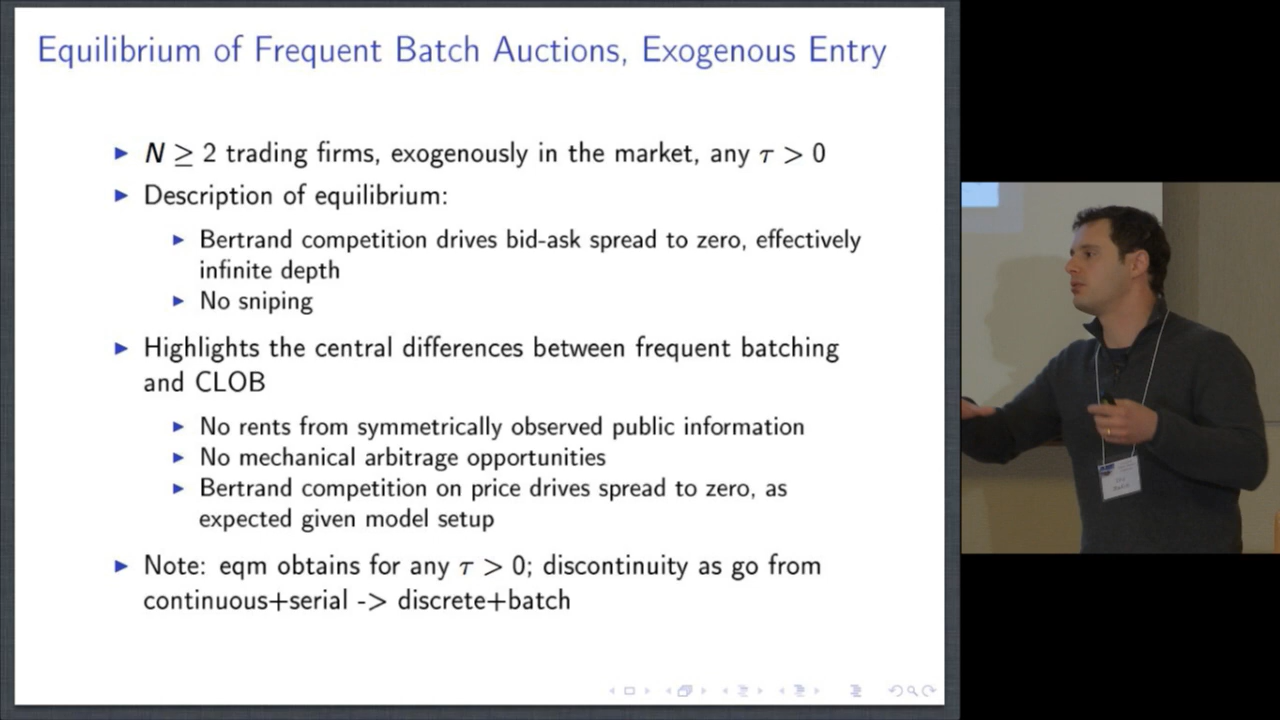 Equilibrium of Frequent Batch Auctions, Exogenous Entry
N ≥ 2 trading firms, exogenously in the market, any τ > 0
Description of equilibrium:
Bertrand competition drives bid-ask spread to zero, effectively
infinite depth
No sniping
Highlights the central differences between frequent batching
and CLOB
No rents from symmetrically observed public information
No mechanical arbitrage opportunities
Bertrand competition on price drives spread to zero, as
expected given model setup
Note: eqm obtains for any τ > 0; discontinuity as go from
continuous+serial -> discrete+batch